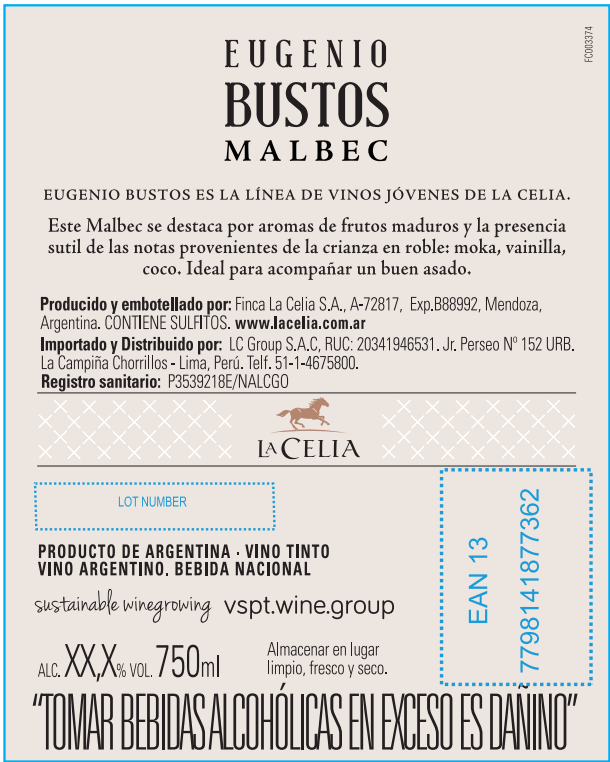 FC003374
EUGENIO
BUSTOS
MALBEC
EUGENIO BUSTOS ES LA LÍNEA DE VINOS JÓVENES DE LA CELIA.
Este Malbec se destaca por aromas de frutos maduros y la presencia
sutil de las notas provenientes de la crianza en roble: moka, vainilla,
coco. Ideal para acompañar un buen asado.
Producido y embotellado por: Finca La Celia S.A., A-72817, Exp.B88992, Mendoza,
Argentina. CONTIENE SULFITOS. www.lacelia.com.ar
Importado y Distribuido por: LC Group S.A.C, RUC: 20341946531. Jr. Perseo Nº 152 URB.
La Campiña Chorrillos - Lima, Perú. Telf. 51-1-4675800.
Registro sanitario: P3539218E/NALCGO
LA CELIA
LOT NUMBER
EAN 13
7798141877362
PRODUCTO DE ARGENTINA · VINO TINTO
VINO ARGENTINO. BEBIDA NACIONAL
sustainable winegrowing vspt.wine.group
ALC. XX,X% VOL. 750ml
Almacenar en lugar
limpio, fresco y seco.
"TOMAR BEBIDAS ALCOHÓLICAS EN EXCESO ES DAÑINO"